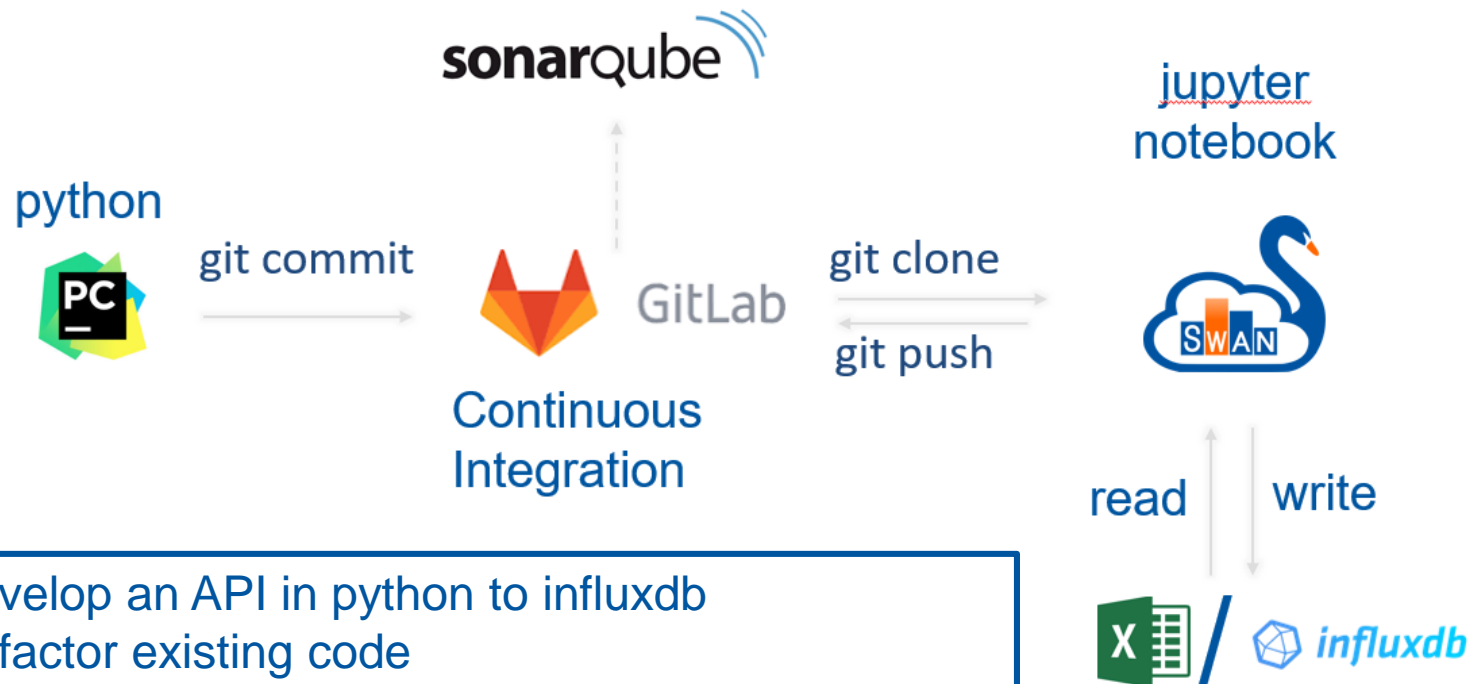 sonarqube
jupyter
notebook
python
PC
git commit
GitLab
git clone
git push
SWAN
Continuous
Integration
read
write
velop an API in python to influxdb
factor existing code
X
/
influxdb